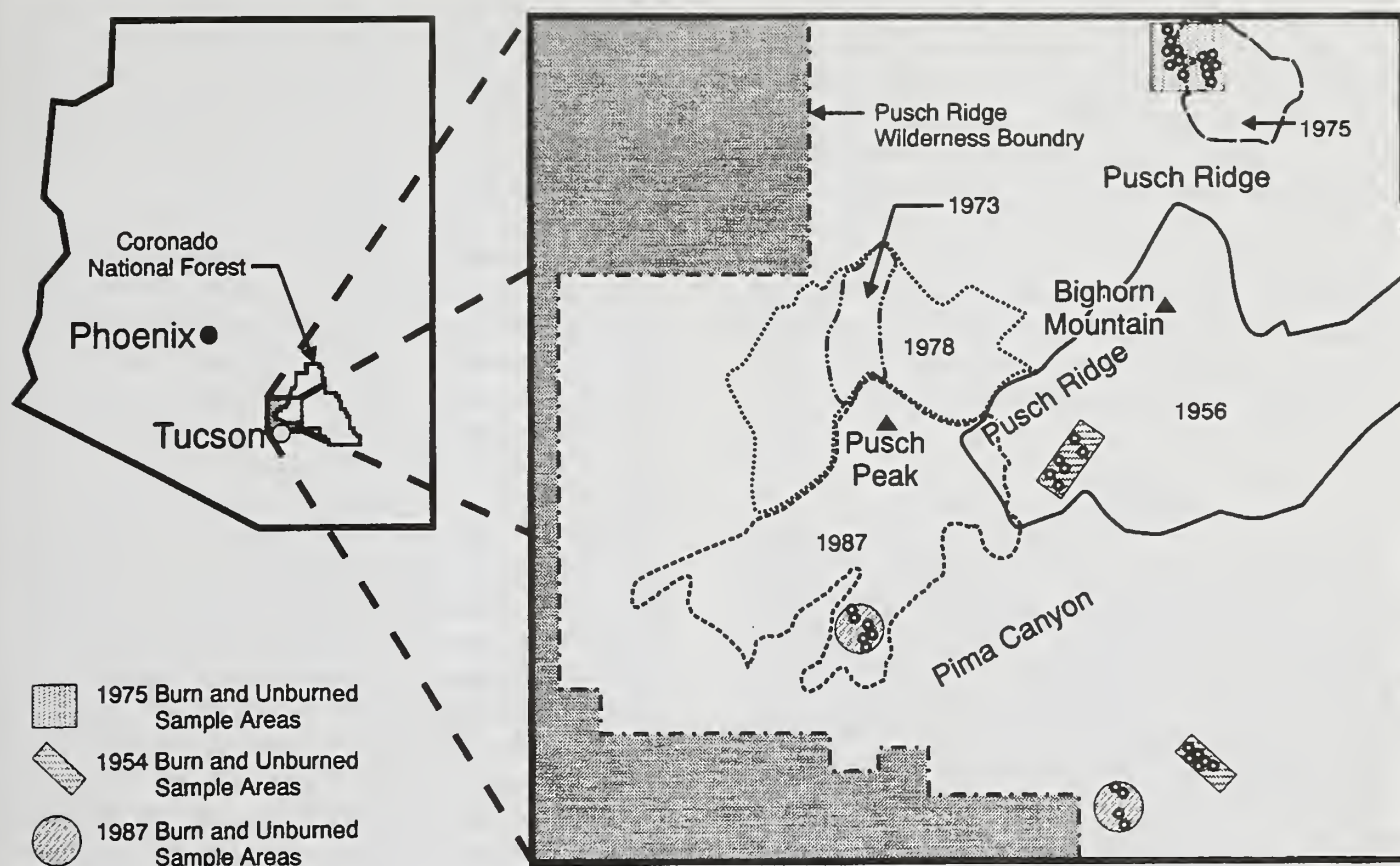 Coronado
National Forest
Phoenix
Tucson
1975 Burn and Unburned
Sample Areas
1954 Burn and Unburned
Sample Areas
1987 Burn and Unburned
Sample Areas
Pusch Ridge
Wilderness Boundry
1975
Pusch Ridge
1973
Bighorn
Mountain
1978
Pusch Ridge
1956
Pusch
Peak
1987
Pima Canyon